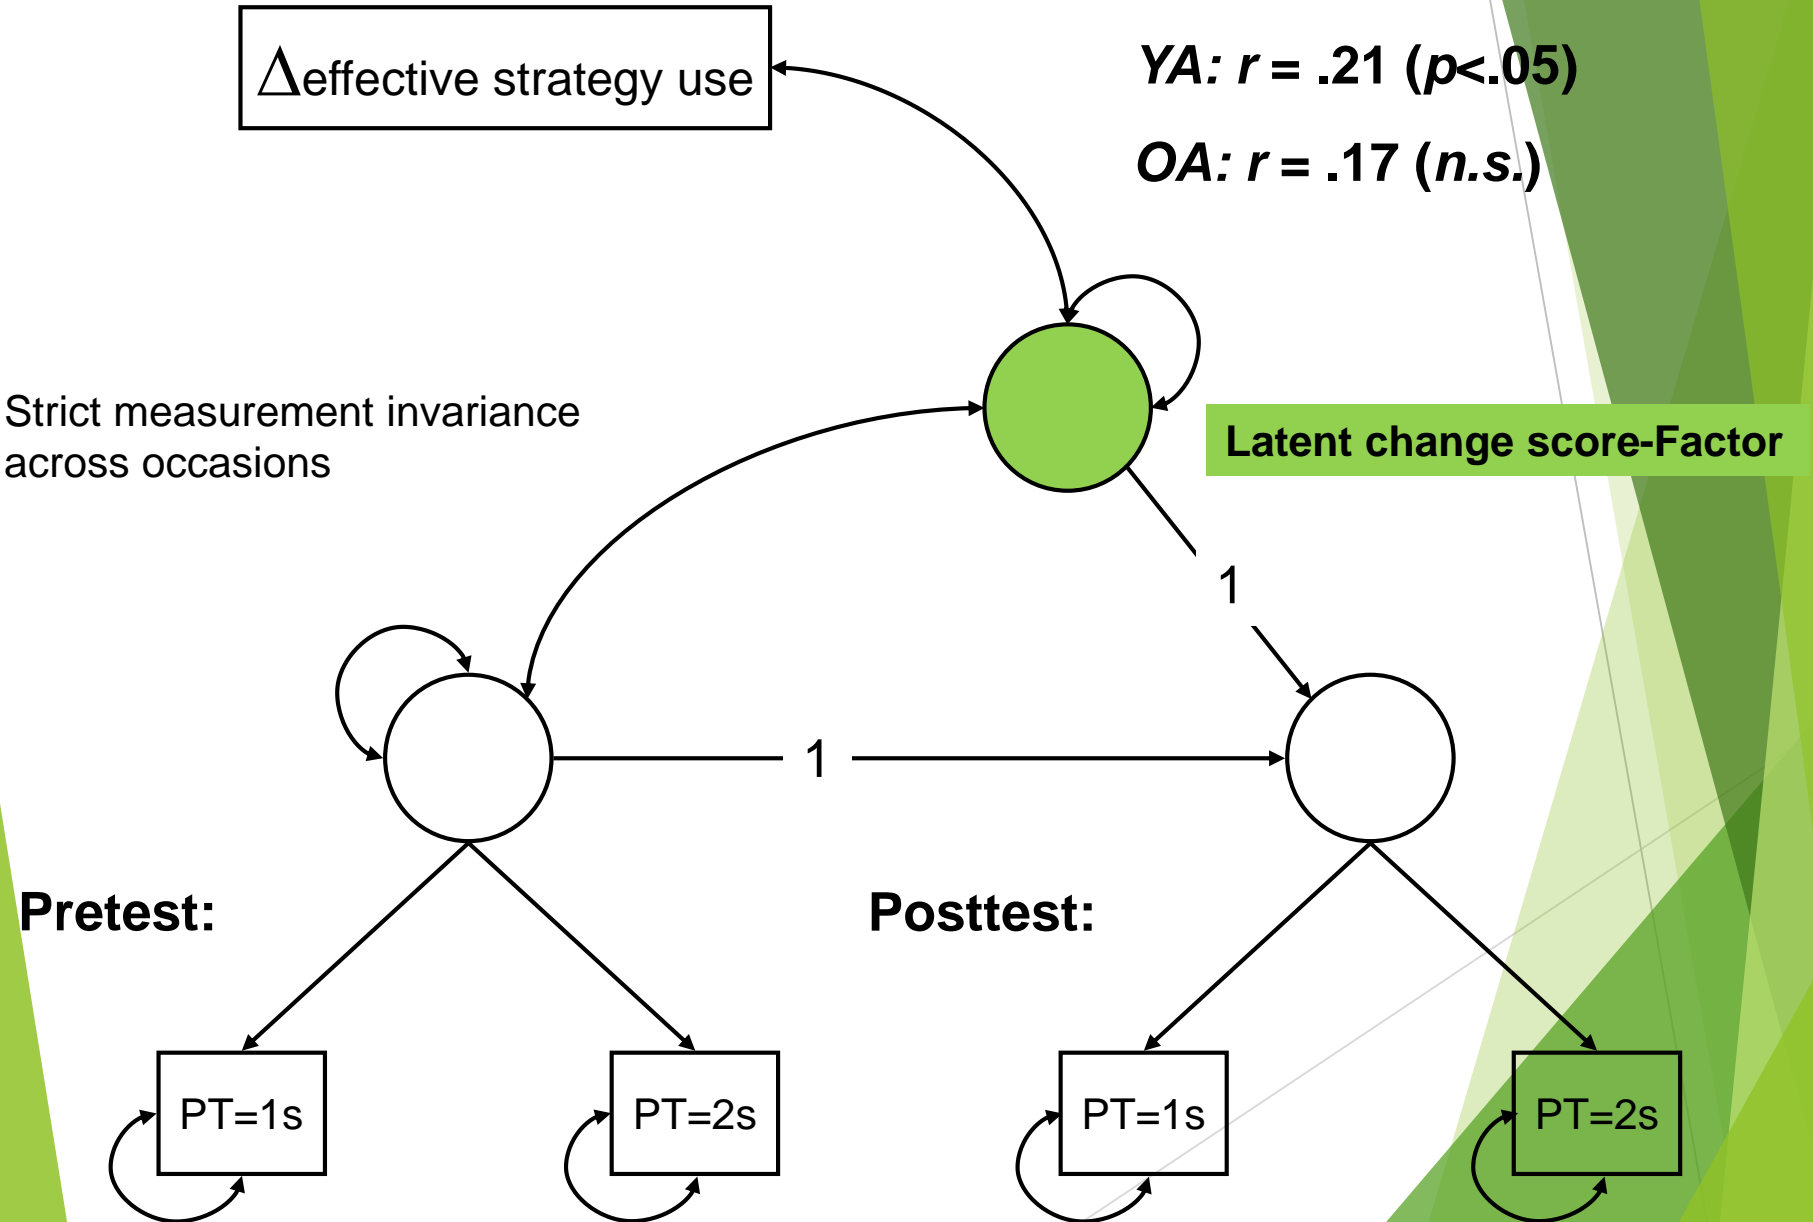 Δeffective strategy use
YA: r = .21 (p<.05)
OA: r = .17 (n.s.)
Strict measurement invariance
across occasions
Latent change score-Factor
1
1
Pretest:
Posttest:
PT=1s
PT=2s
PT=1s
PT=2s